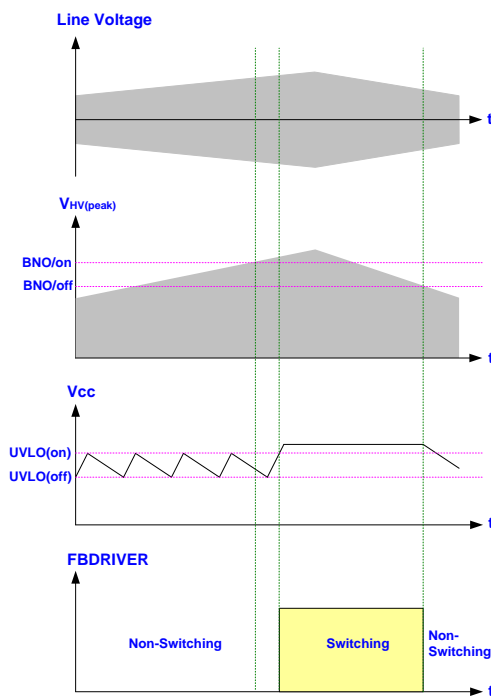 Line Voltage
t
VHV(peak)
BNO/on
BNO/off
t
Vcc
UVLO(on)
UVLO(off)
t
FBDRIVER
Non-Switching
Switching
Non-
Switching
t